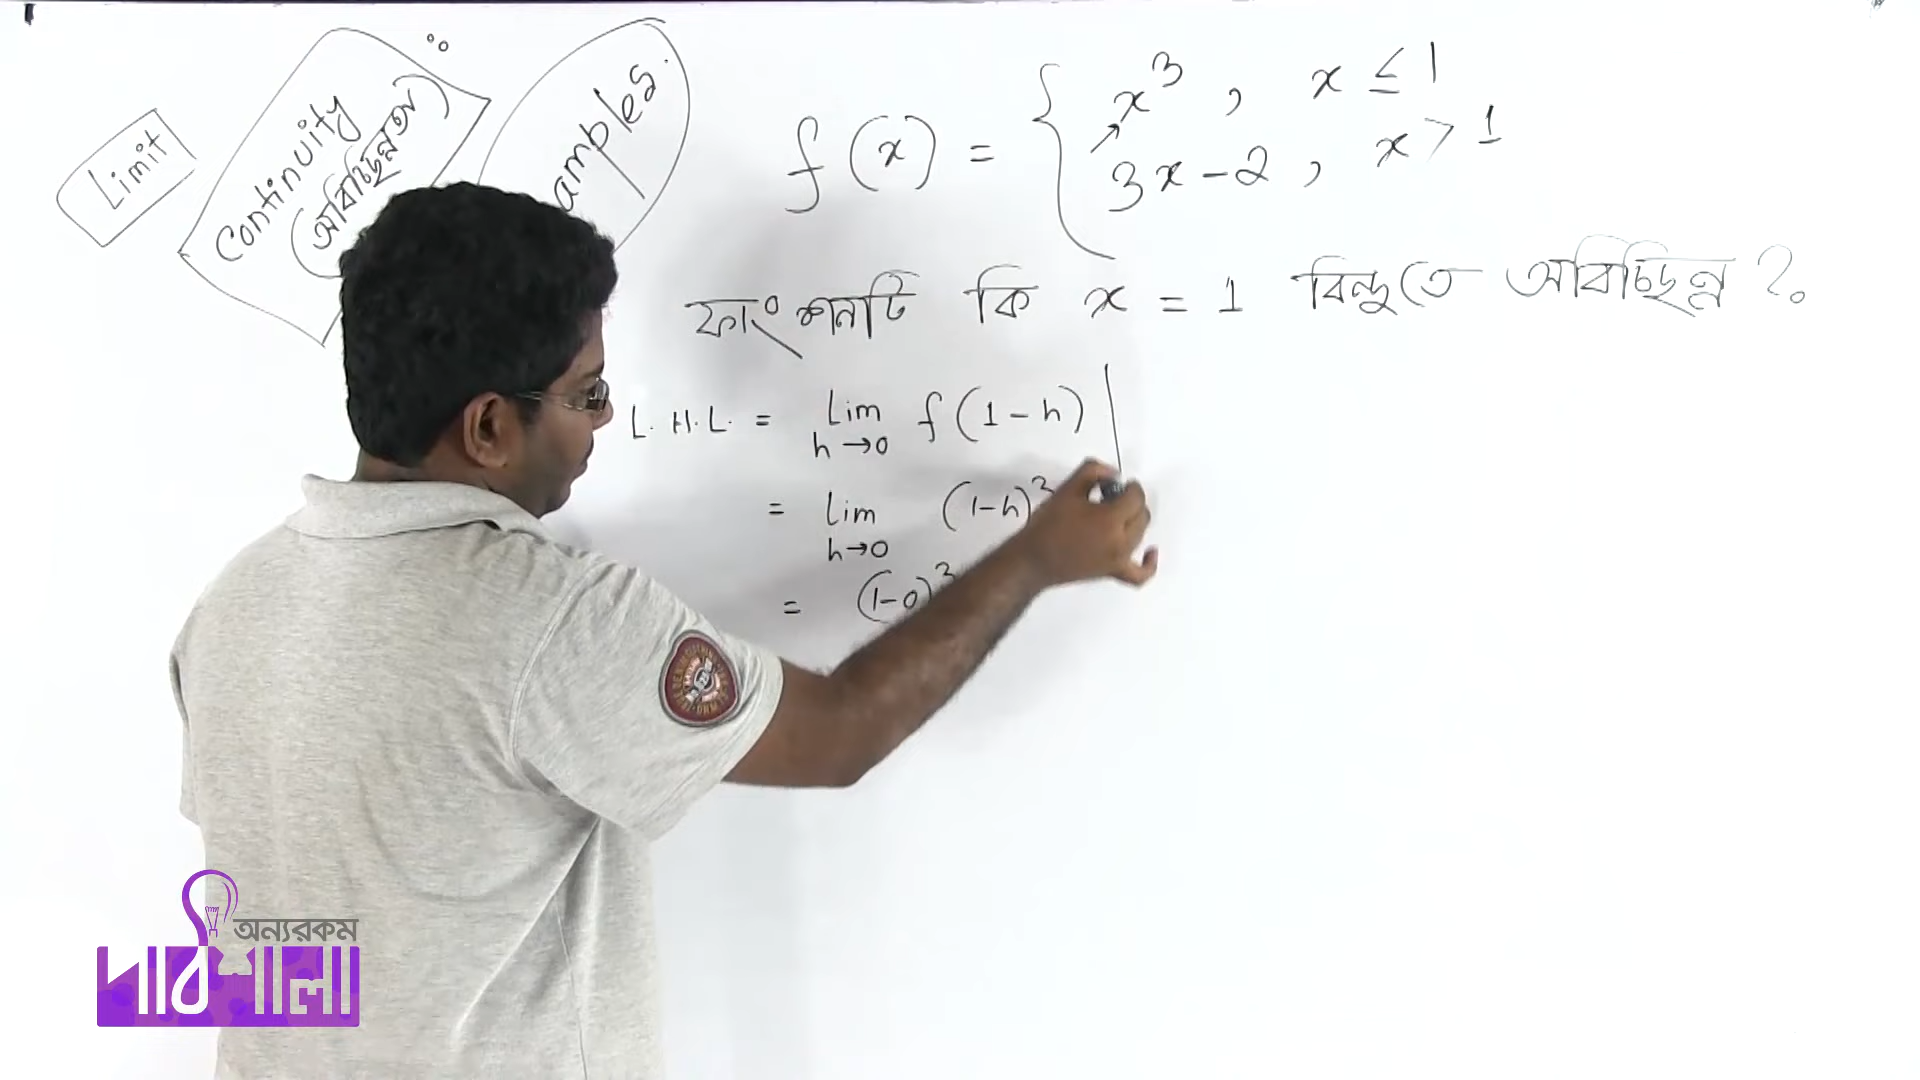 Limit
Continuity
(অবিচ্ছিন্নতা)
amples.
f(x) = { x³ , x ≤ 1
3x-2 , x > 1
ফাংশনটি কি x = 1 বিন্দুতে অবিচ্ছিন্ন ?
L.H.L. = Lim f(1-h)
h→0
= Lim (1-h)³
h→0
= (1-0)³
অন্যরকম
পাঠশালা